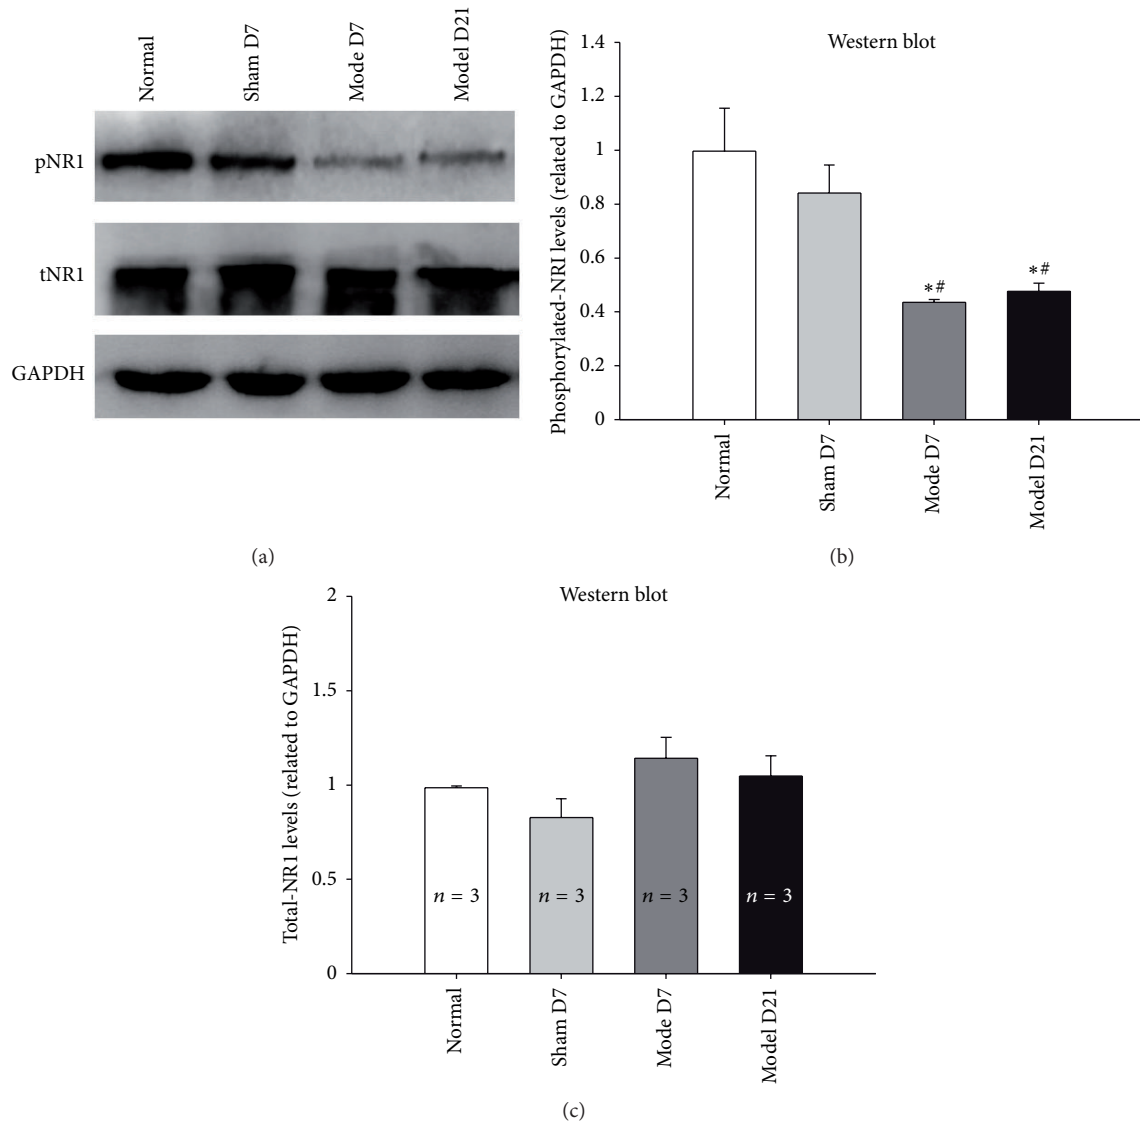 Normal
Sham D7
Mode D7
Model D21
pNR1
tNR1
GAPDH
(a)
Western blot
Phosphorylated-NRI levels (related to GAPDH)
1.4
1.2
1
0.8
0.6
0.4
0.2
0
∗#
∗#
Normal
Sham D7
Mode D7
Model D21
(b)
Western blot
Total-NR1 levels (related to GAPDH)
2
1.5
1
0.5
0
n = 3
n = 3
n = 3
n = 3
Normal
Sham D7
Mode D7
Model D21
(c)